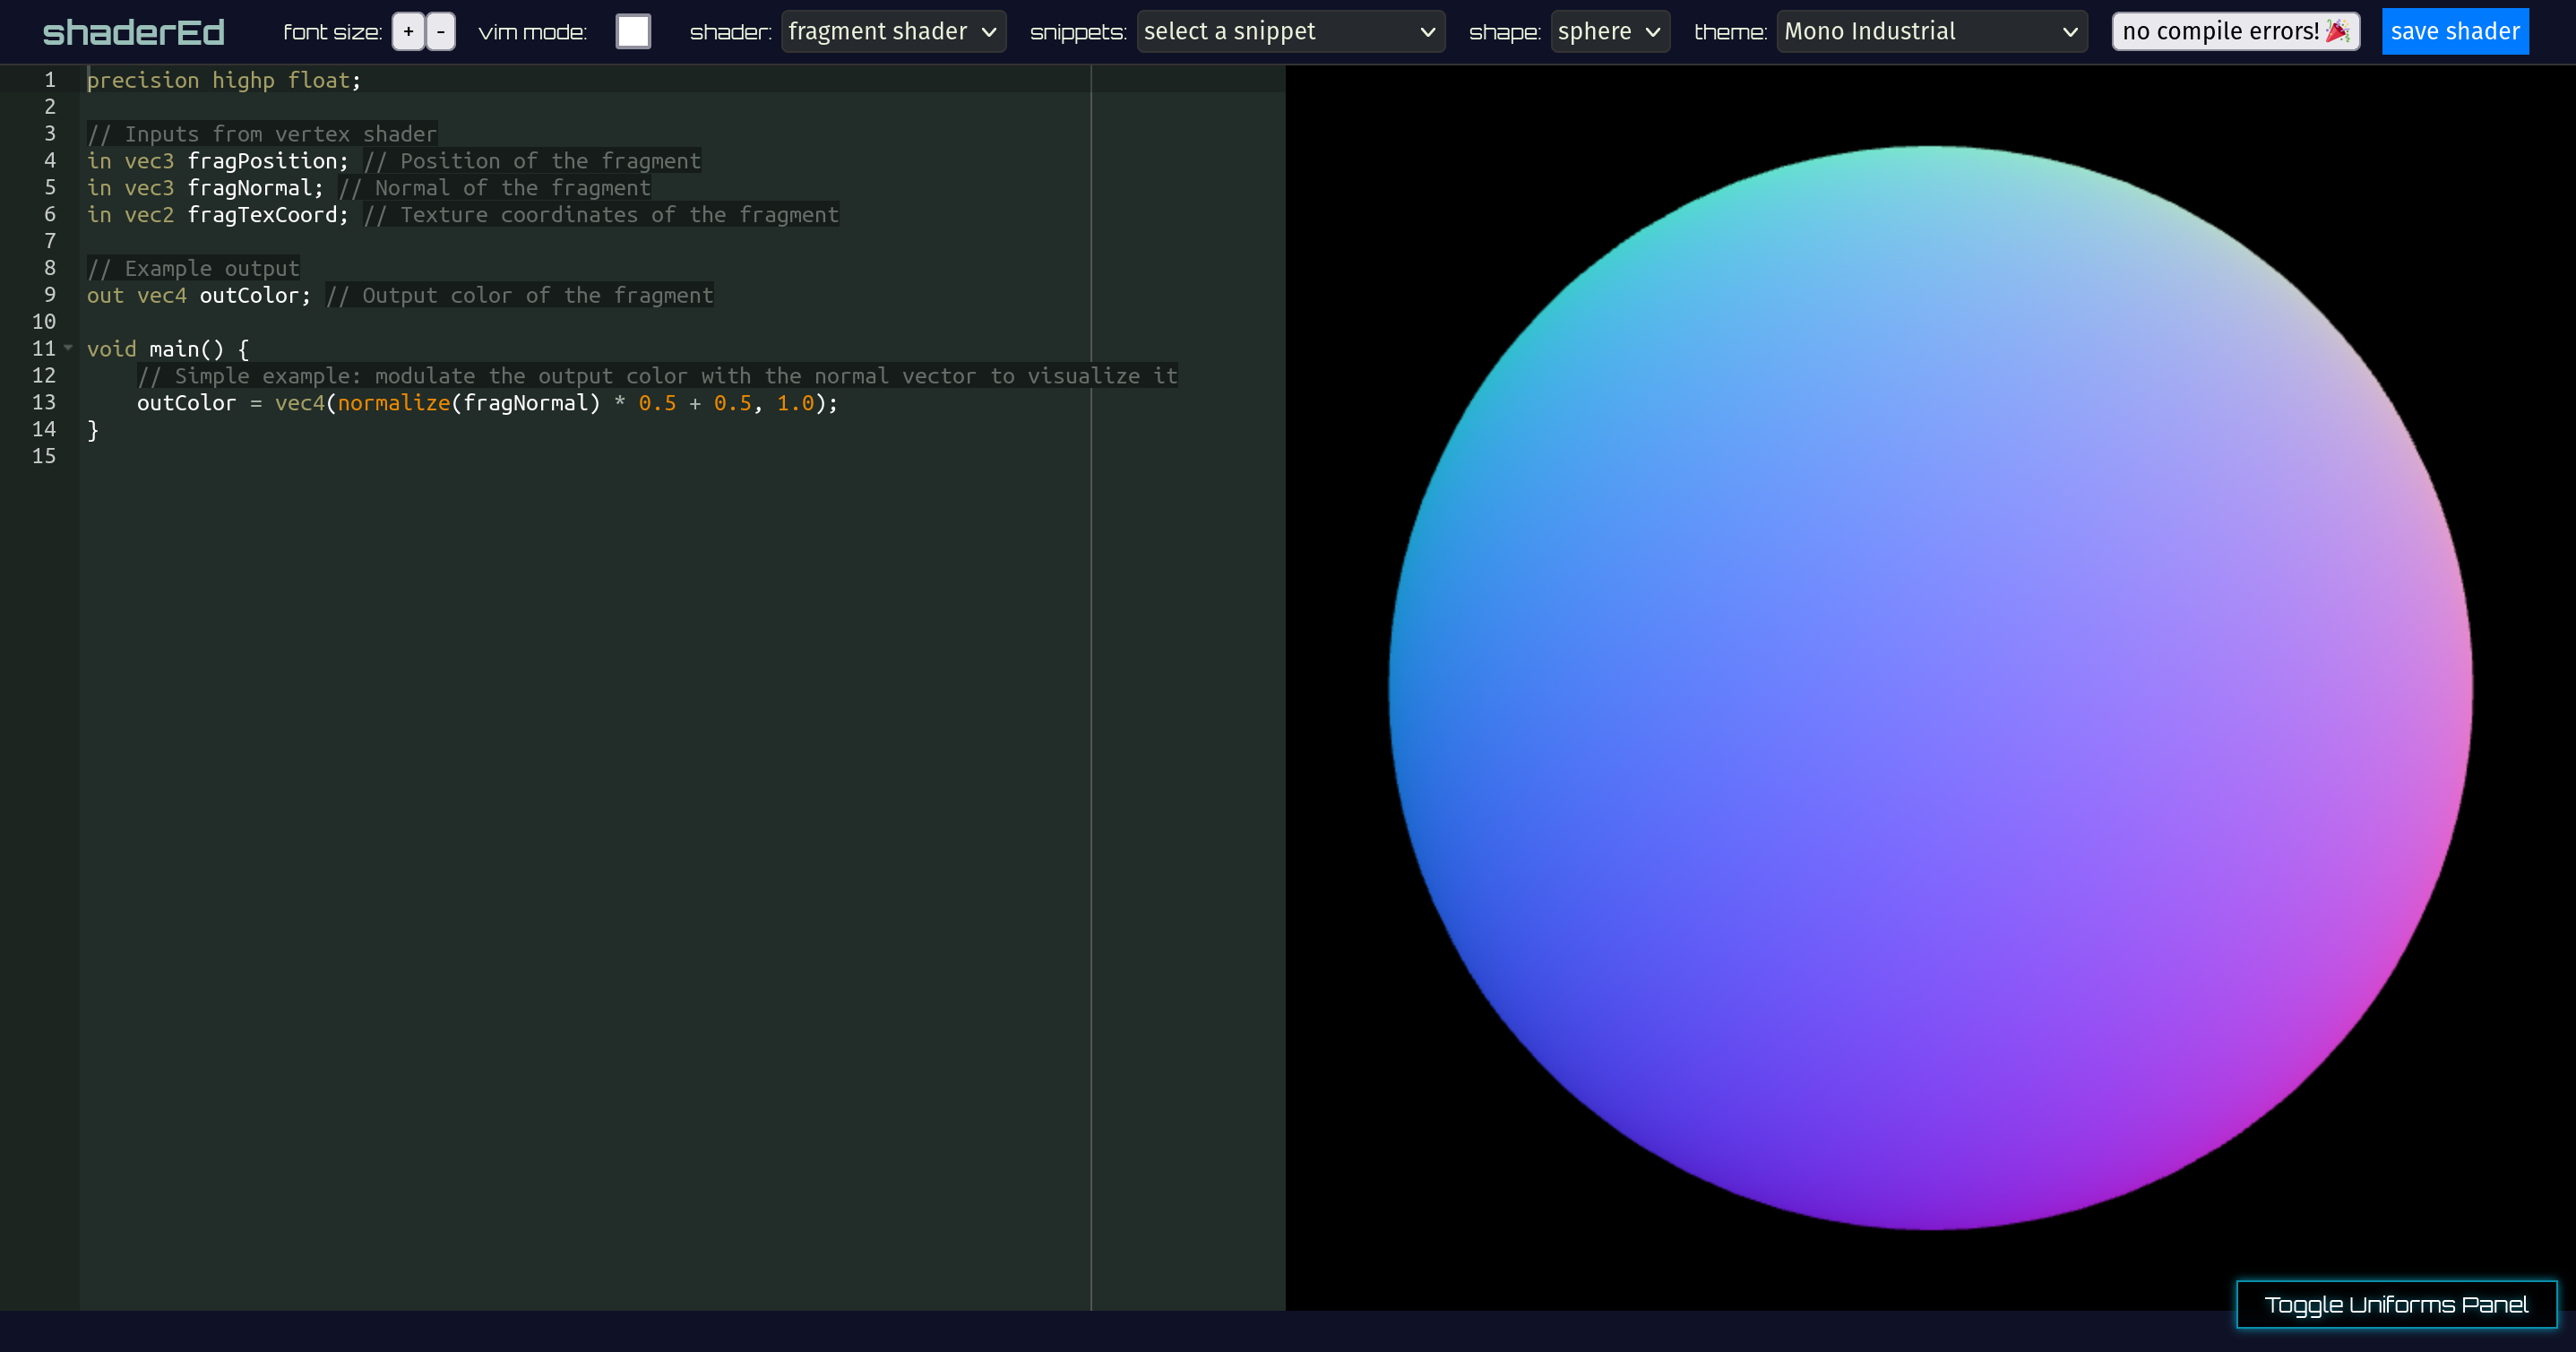 shaderEd font size: + - vim mode: shader: fragment shader snippets: select a snippet shape: sphere theme: Mono Industrial no compile errors! 🎉 save shader
1 precision highp float;
2
3 // Inputs from vertex shader
4 in vec3 fragPosition; // Position of the fragment
5 in vec3 fragNormal; // Normal of the fragment
6 in vec2 fragTexCoord; // Texture coordinates of the fragment
7
8 // Example output
9 out vec4 outColor; // Output color of the fragment
10
11 void main() {
12     // Simple example: modulate the output color with the normal vector to visualize it
13     outColor = vec4(normalize(fragNormal) * 0.5 + 0.5, 1.0);
14 }
15
Toggle Uniforms Panel